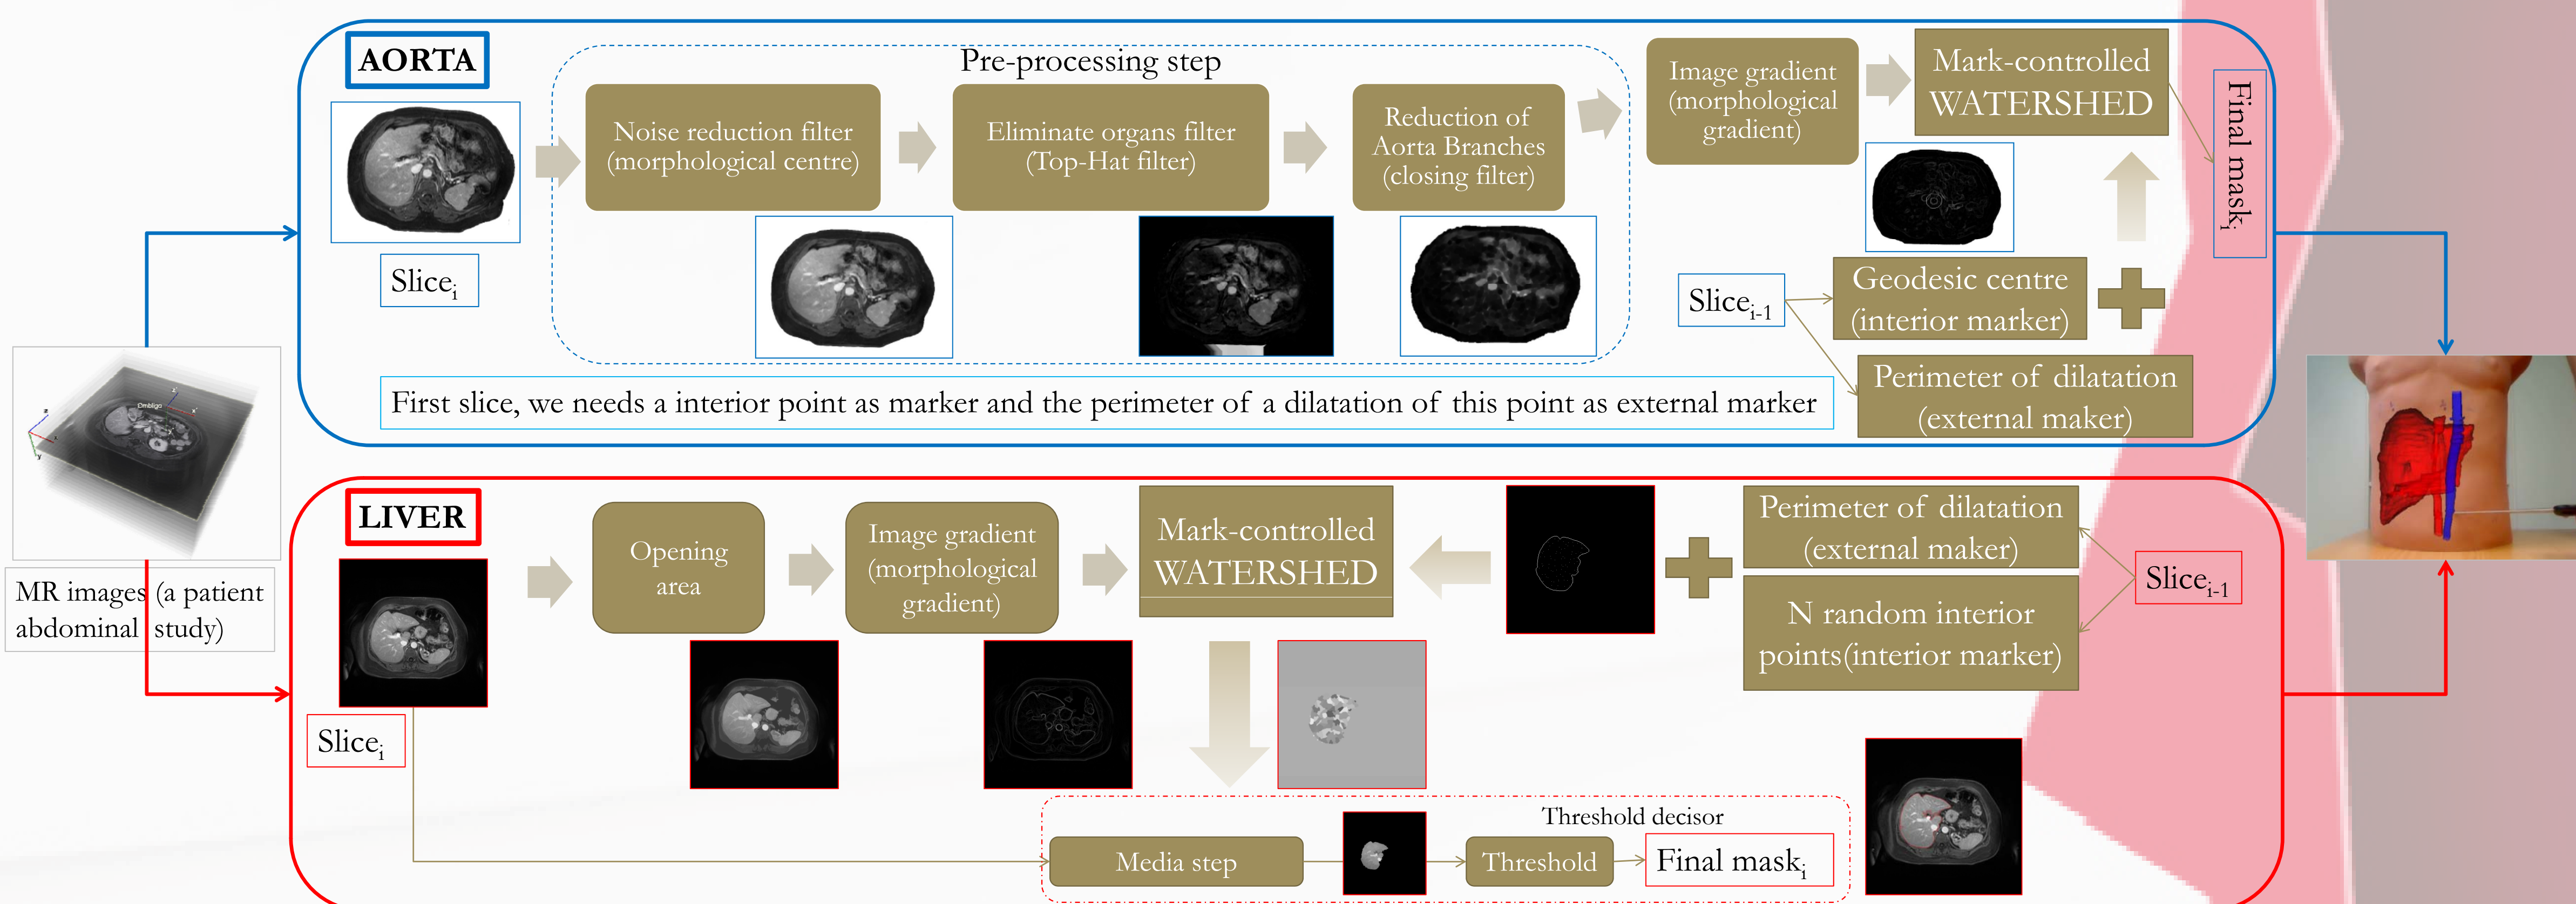 AORTA
Pre-processing step
Noise reduction filter
(morphological centre)
Eliminate organs filter
(Top-Hat filter)
Reduction of
Aorta Branches
(closing filter)
Image gradient
(morphological
gradient)
Mark-controlled
WATERSHED
Final maskᵢ
Sliceᵢ
Sliceᵢ₋₁
Geodesic centre
(interior marker)
Perimeter of dilatation
(external maker)
First slice, we needs a interior point as marker and the perimeter of a dilatation of this point as external marker
Ombligo
MR images (a patient
abdominal study)
LIVER
Opening
area
Image gradient
(morphological
gradient)
Mark-controlled
WATERSHED
Perimeter of dilatation
(external maker)
N random interior
points(interior marker)
Sliceᵢ₋₁
Sliceᵢ
Threshold decisor
Media step
Threshold
Final maskᵢ